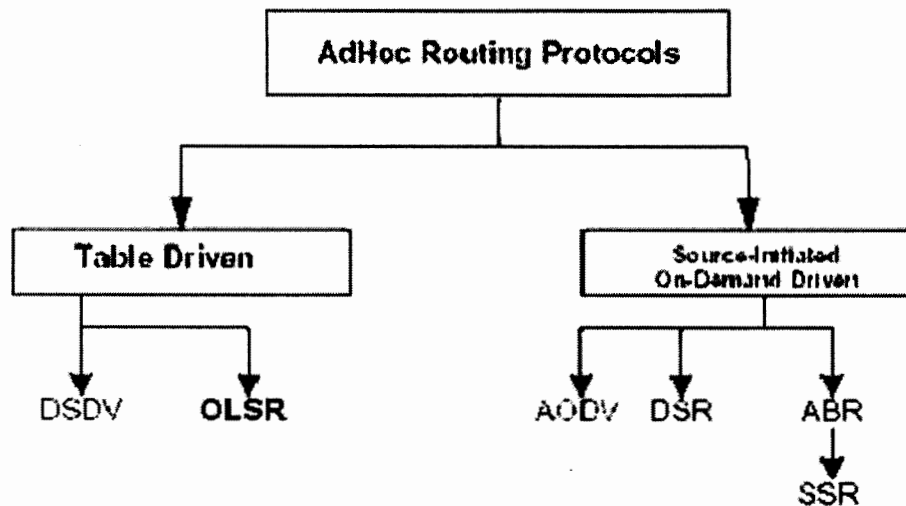 AdHoc Routing Protocols
Table Driven
Source-Initiated
On-Demand Driven
DSDV
OLSR
AODV
DSR
ABR
SSR